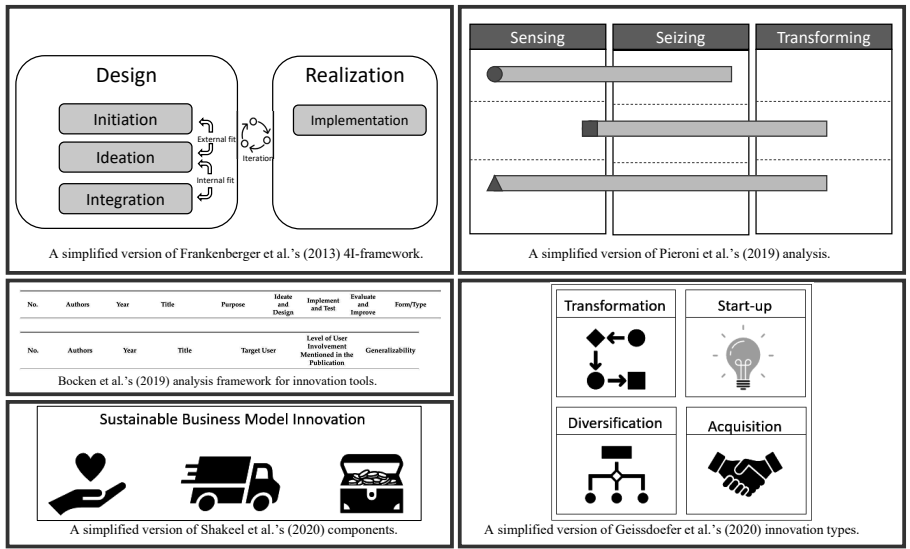 Design
Realization
Initiation
External fit
Ideation
Internal fit
Integration
Iteration
Implementation
A simplified version of Frankenberger et al.'s (2013) 4I-framework.
Sensing
Seizing
Transforming
A simplified version of Pieroni et al.'s (2019) analysis.
No. Authors Year Title Purpose Ideate and Design Implement and Test Evaluate and Improve Form/Type
No. Authors Year Title Target User Level of User Involvement Mentioned in the Publication Generalizability
Bocken et al.'s (2019) analysis framework for innovation tools.
Sustainable Business Model Innovation
A simplified version of Shakeel et al.'s (2020) components.
Transformation
Start-up
Diversification
Acquisition
A simplified version of Geissdoefer et al.'s (2020) innovation types.